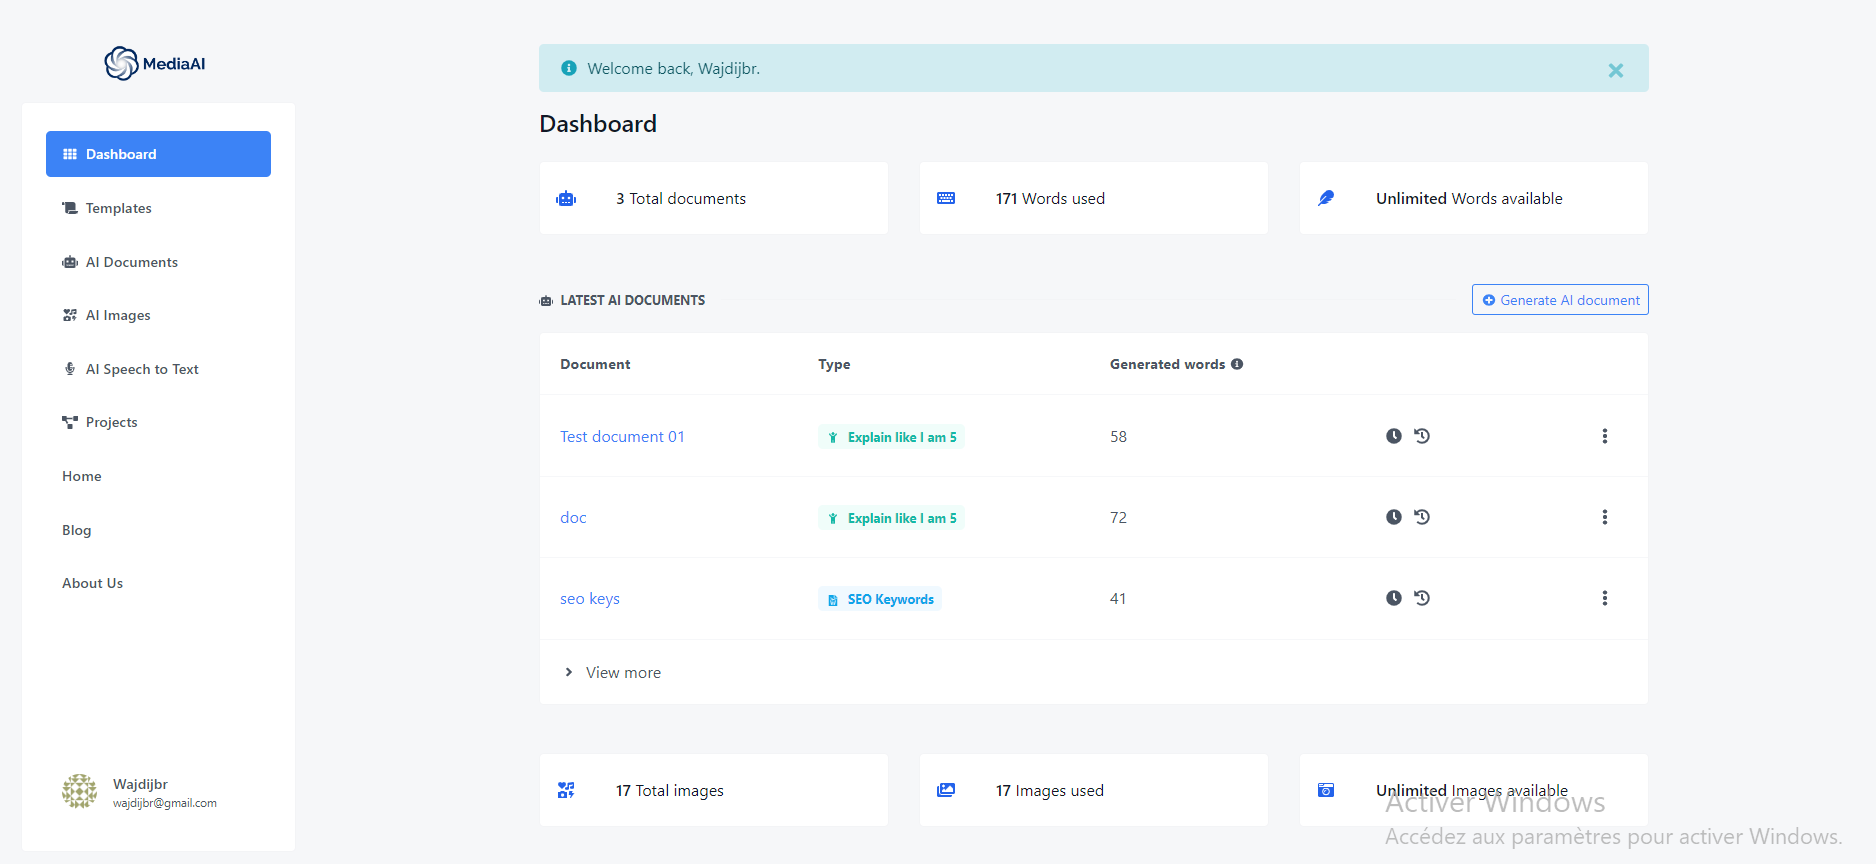 MediaAI
Dashboard
Templates
AI Documents
AI Images
AI Speech to Text
Projects
Home
Blog
About Us
Wajdijbr
wajdijbr@gmail.com
Welcome back, Wajdijbr.
Dashboard
3 Total documents
171 Words used
Unlimited Words available
LATEST AI DOCUMENTS
Generate AI document
Document Type Generated words
Test document 01 Explain like I am 5 58
doc Explain like I am 5 72
seo keys SEO Keywords 41
View more
17 Total images
17 Images used
Unlimited Images available
Activer Windows
Accédez aux paramètres pour activer Windows.